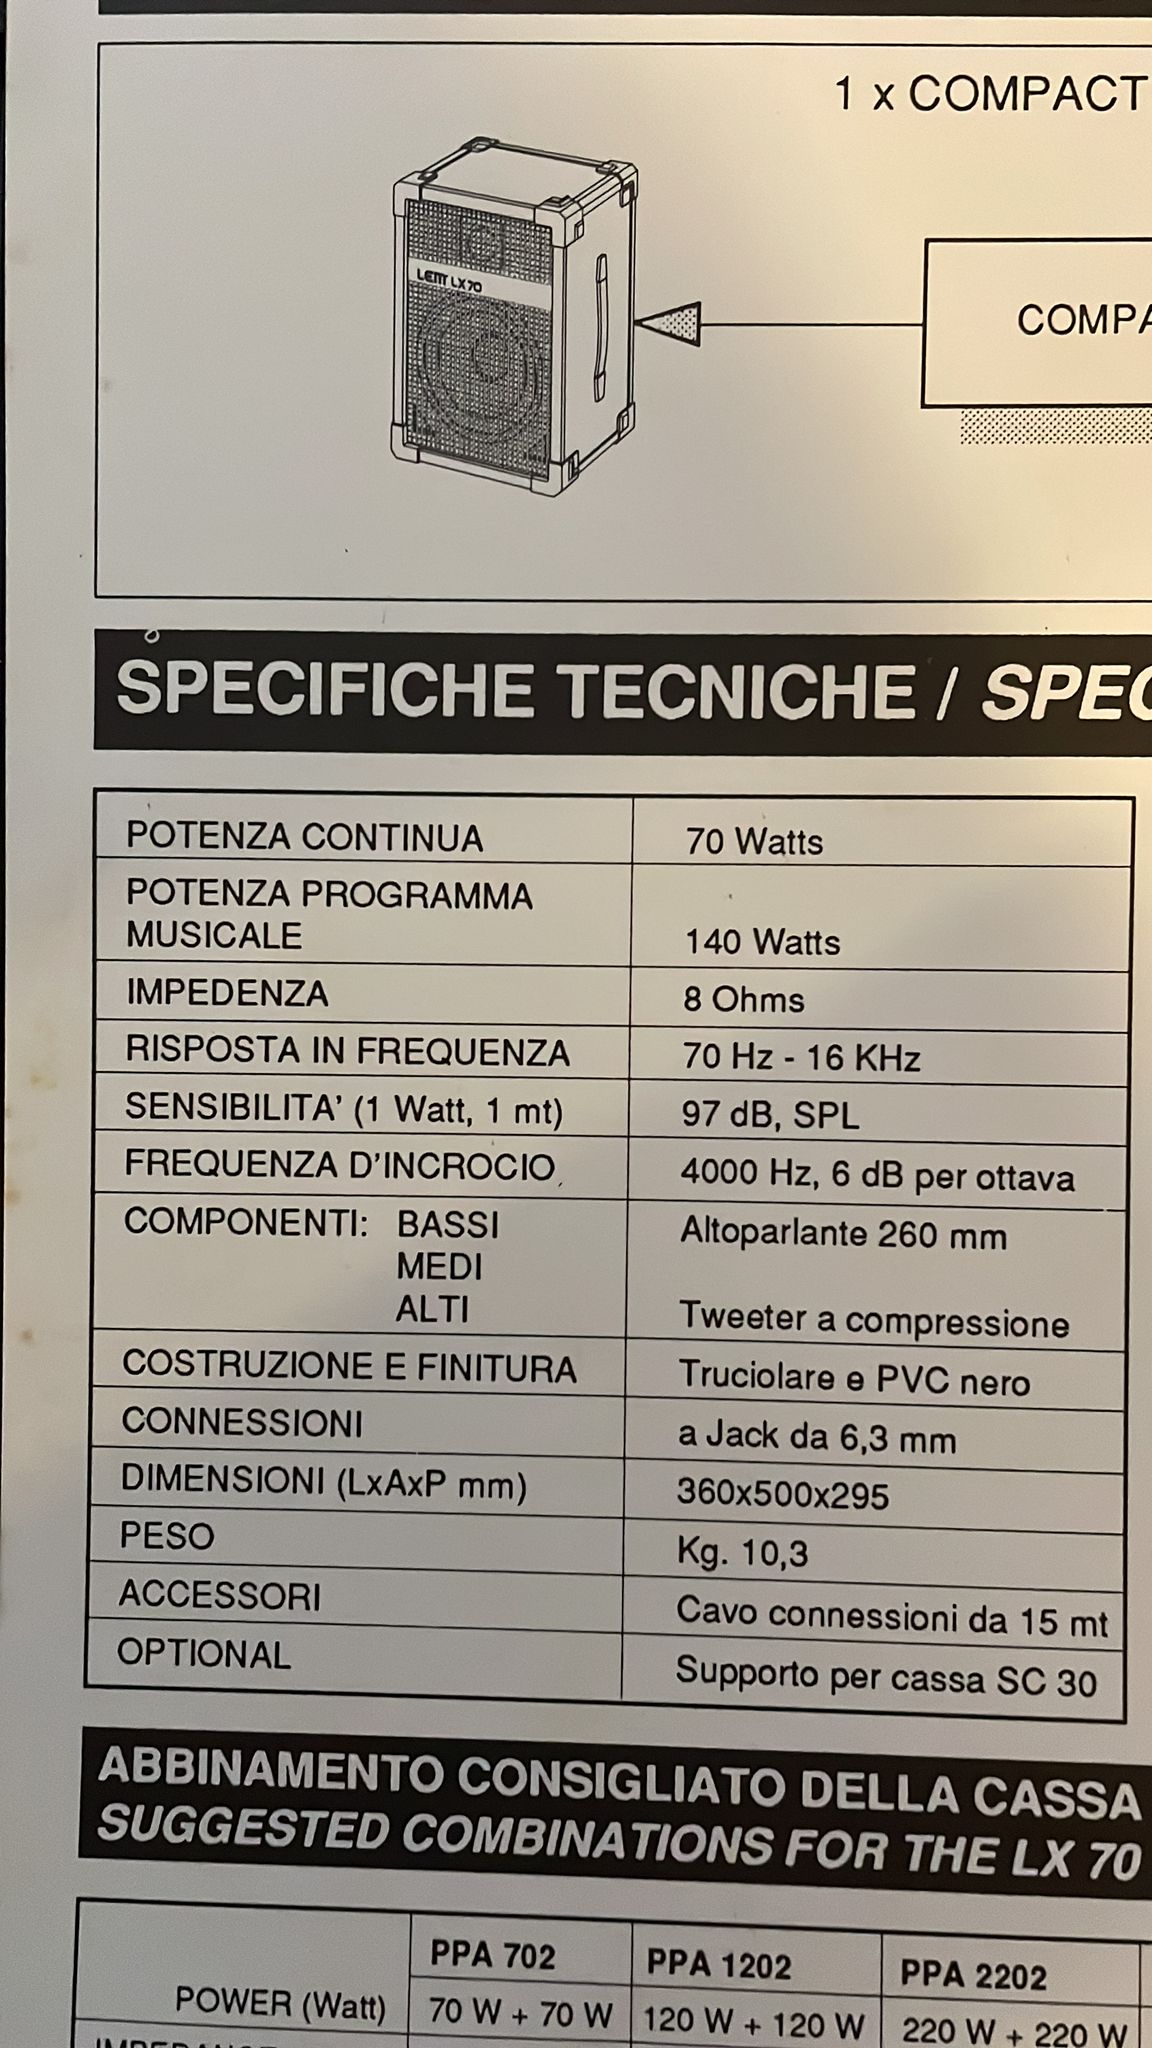 1 x COMPACT
LEM LX70
COMPA
SPECIFICHE TECNICHE / SPEC
POTENZA CONTINUA 70 Watts
POTENZA PROGRAMMA
MUSICALE 140 Watts
IMPEDENZA 8 Ohms
RISPOSTA IN FREQUENZA 70 Hz - 16 KHz
SENSIBILITA' (1 Watt, 1 mt) 97 dB, SPL
FREQUENZA D'INCROCIO 4000 Hz, 6 dB per ottava
COMPONENTI: BASSI Altoparlante 260 mm
MEDI
ALTI Tweeter a compressione
COSTRUZIONE E FINITURA Truciolare e PVC nero
CONNESSIONI a Jack da 6,3 mm
DIMENSIONI (LxAxP mm) 360x500x295
PESO Kg. 10,3
ACCESSORI Cavo connessioni da 15 mt
OPTIONAL Supporto per cassa SC 30
ABBINAMENTO CONSIGLIATO DELLA CASSA
SUGGESTED COMBINATIONS FOR THE LX 70
PPA 702 PPA 1202 PPA 2202
POWER (Watt) 70 W + 70 W 120 W + 120 W 220 W + 220 W